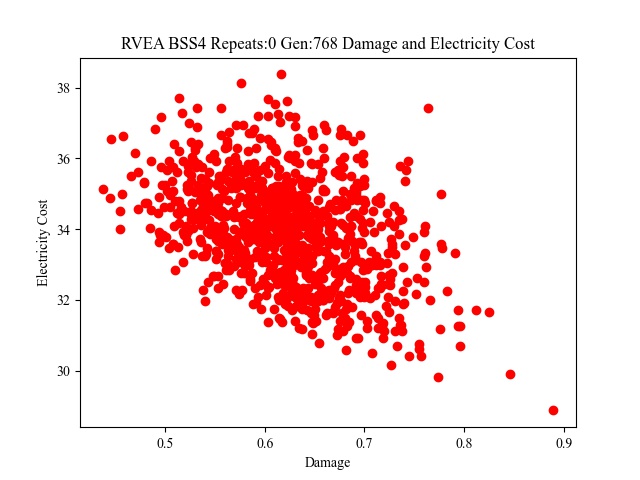 RVEA BSS4 Repeats:0 Gen:768 Damage and Electricity Cost
38
36
34
32
30
Electricity Cost
0.5 0.6 0.7 0.8 0.9
Damage